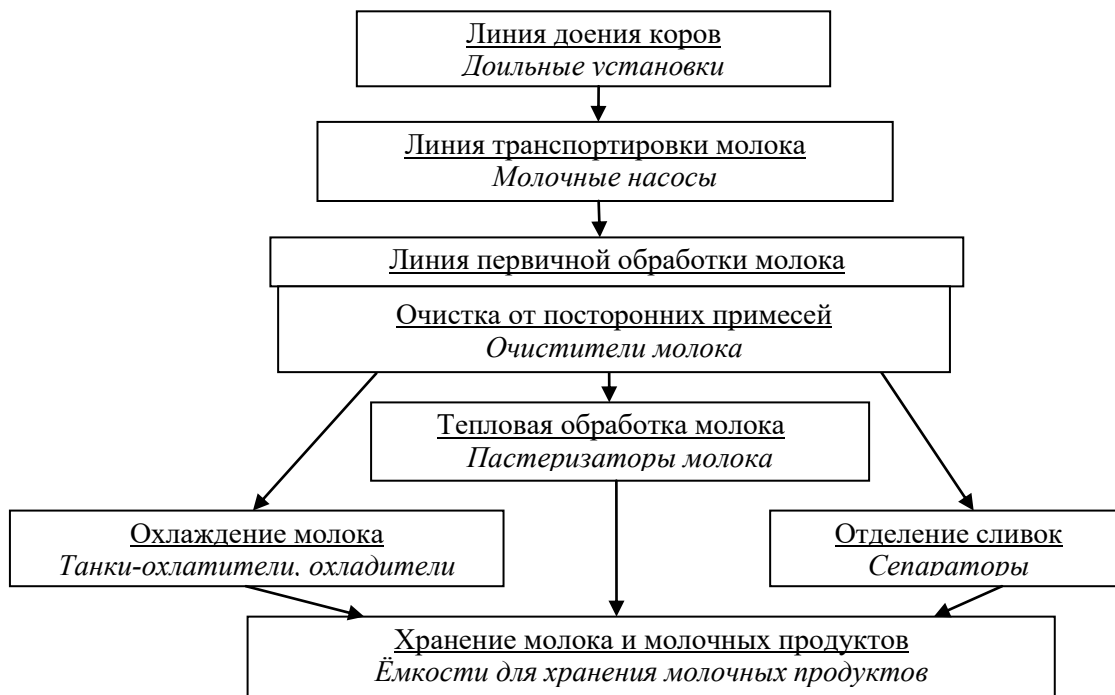 Линия доения коров
Доильные установки
Линия транспортировки молока
Молочные насосы
Линия первичной обработки молока
Очистка от посторонних примесей
Очистители молока
Тепловая обработка молока
Пастеризаторы молока
Охлаждение молока
Танки-охлатители, охладители
Отделение сливок
Сепараторы
Хранение молока и молочных продуктов
Ёмкости для хранения молочных продуктов